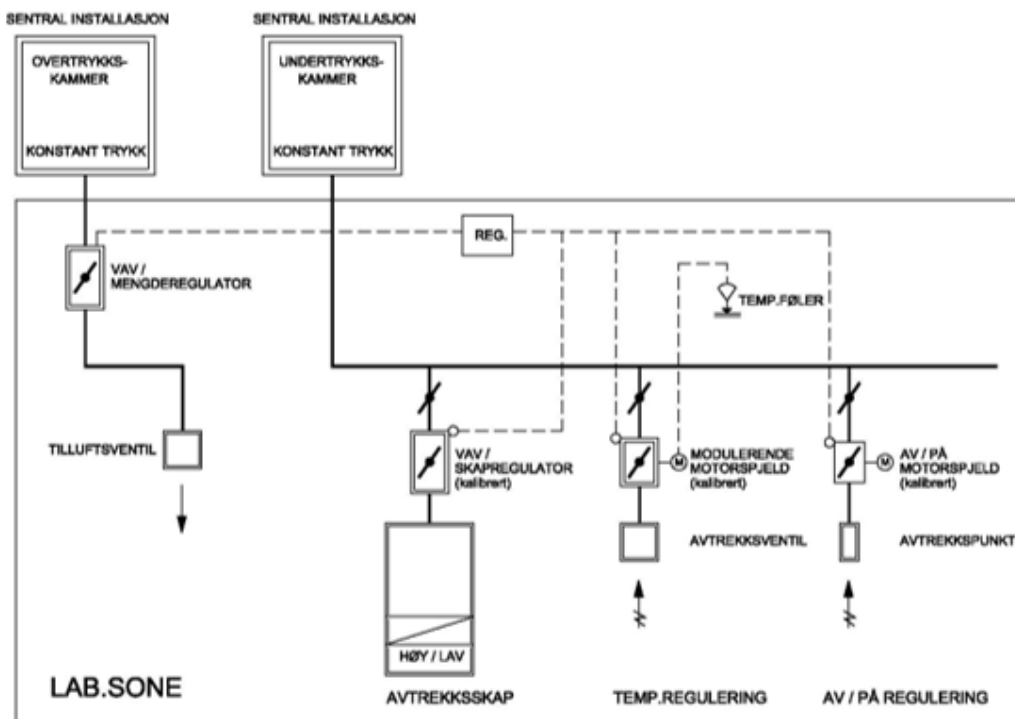 SENTRAL INSTALLASJON
SENTRAL INSTALLASJON
OVERTRYKKS-
KAMMER
KONSTANT TRYKK
UNDERTRYKKS-
KAMMER
KONSTANT TRYKK
REG.
VAV /
MENGDEREGULATOR
TEMP.FØLER
TILLUFTSVENTIL
VAV /
SKAPREGULATOR
(kalibrert)
M
MODULERENDE
MOTORSPJELD
(kalibrert)
M
AV / PÅ
MOTORSPJELD
(kalibrert)
AVTREKKSVENTIL
AVTREKKSPUNKT
HØY / LAV
LAB.SONE
AVTREKKSSKAP
TEMP.REGULERING
AV / PÅ REGULERING